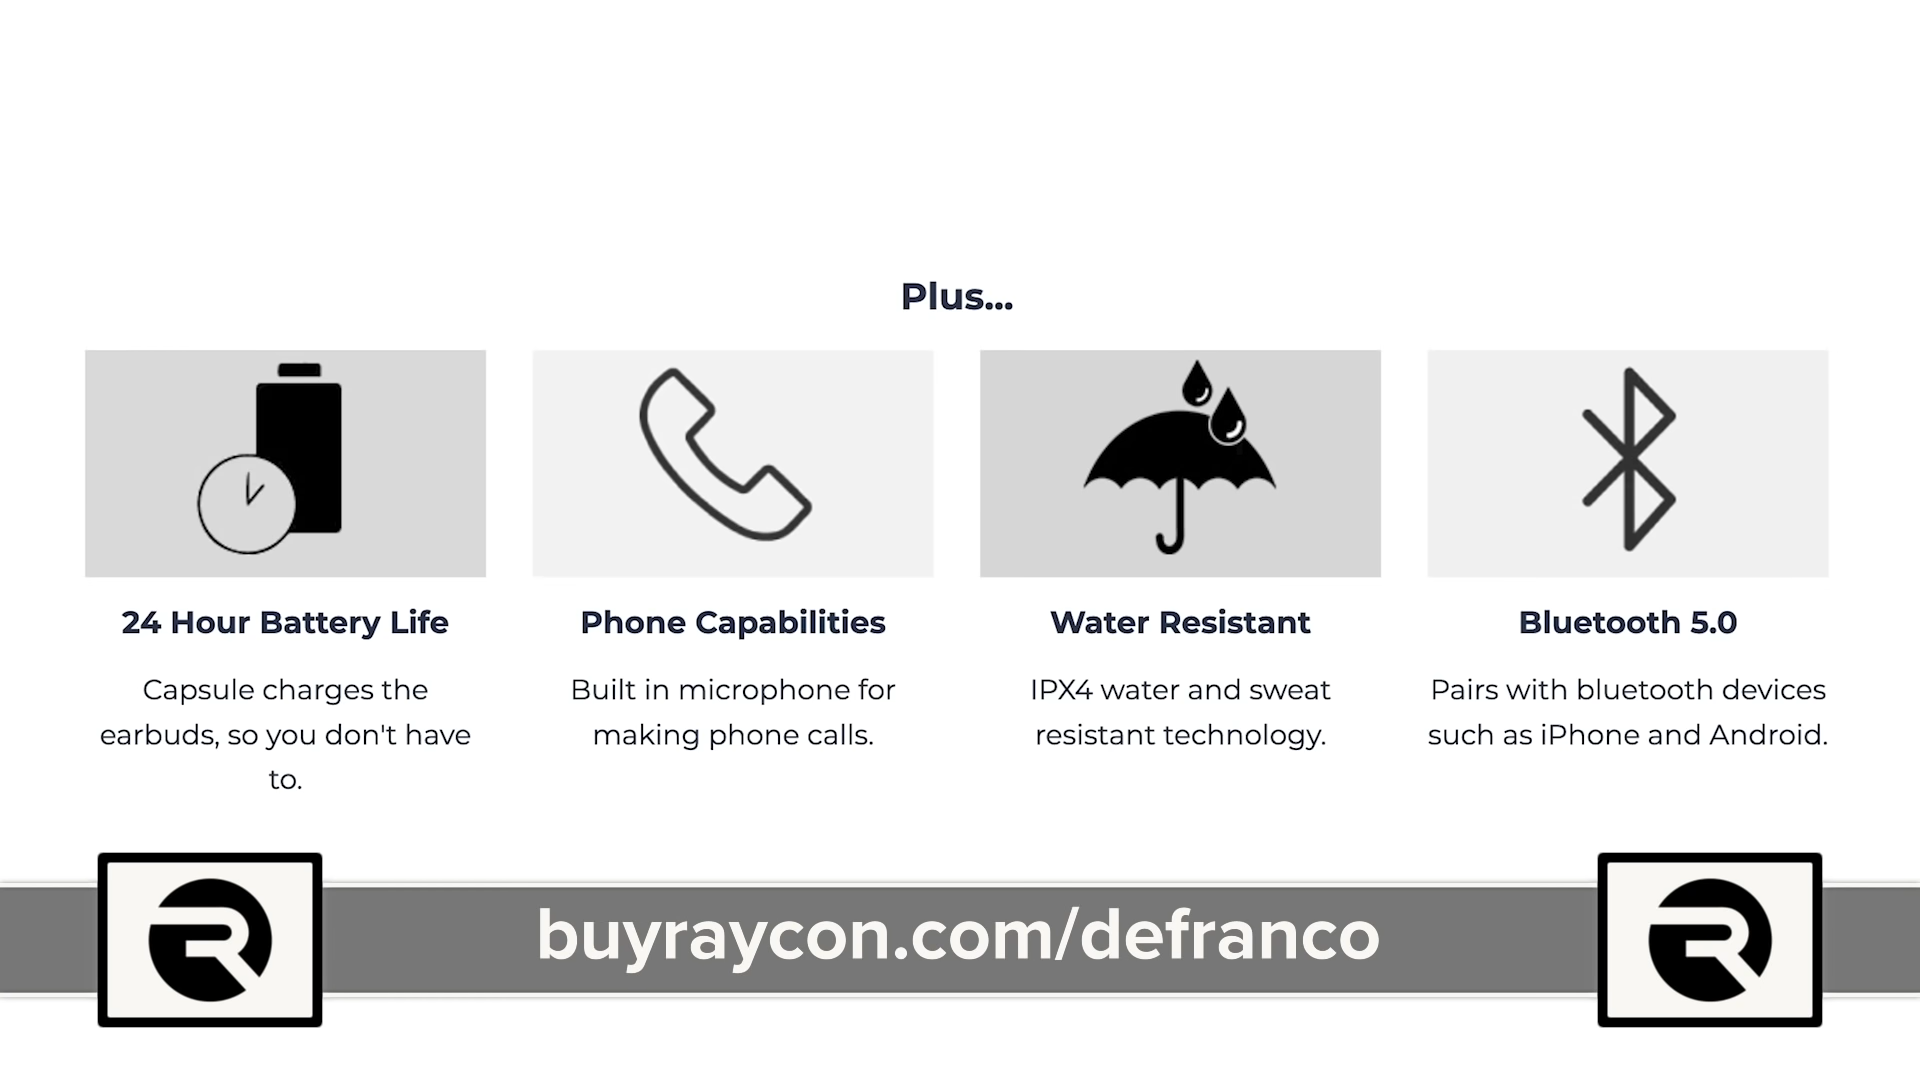 Plus...
24 Hour Battery Life
Capsule charges the
earbuds, so you don't have
to.
Phone Capabilities
Built in microphone for
making phone calls.
Water Resistant
IPX4 water and sweat
resistant technology.
Bluetooth 5.0
Pairs with bluetooth devices
such as iPhone and Android.
buyraycon.com/defranco